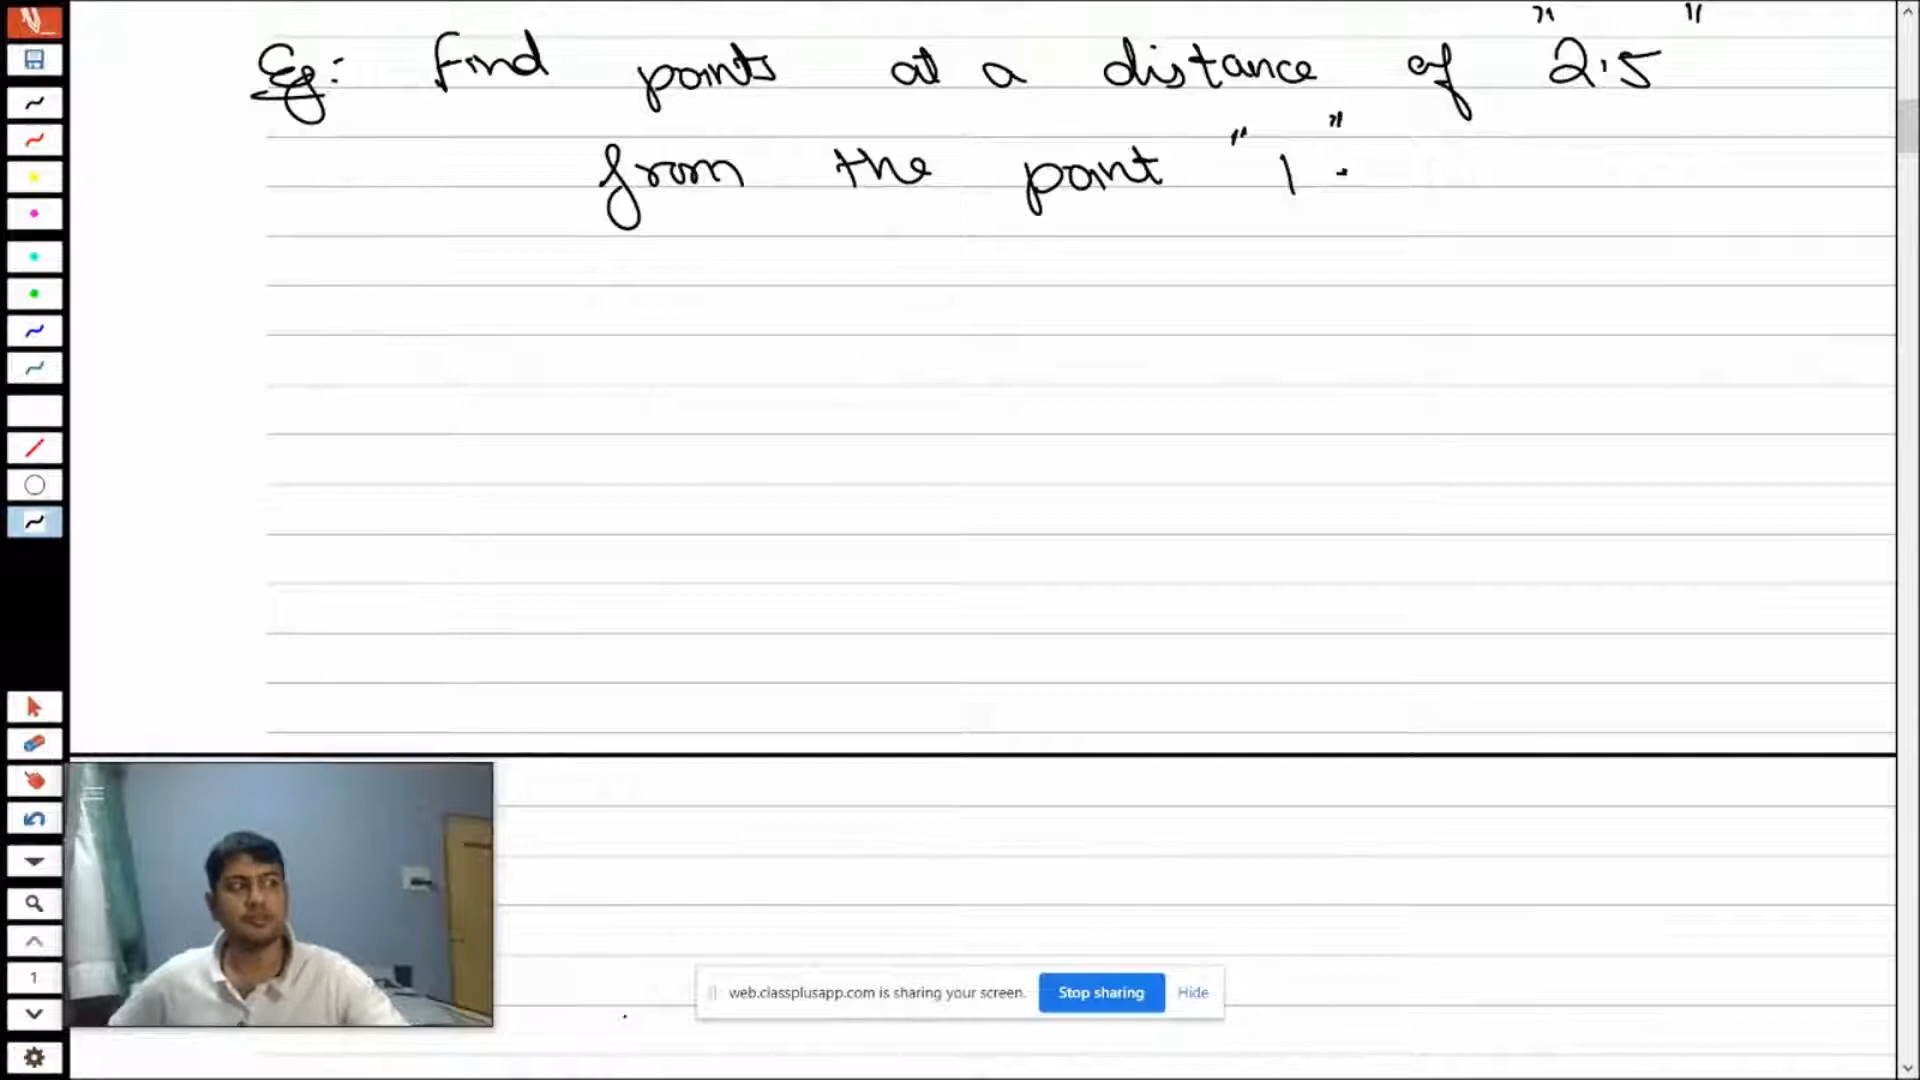 Eg: Find points at a distance of "2.5"
from the point "1".
1
web.classplusapp.com is sharing your screen. Stop sharing Hide